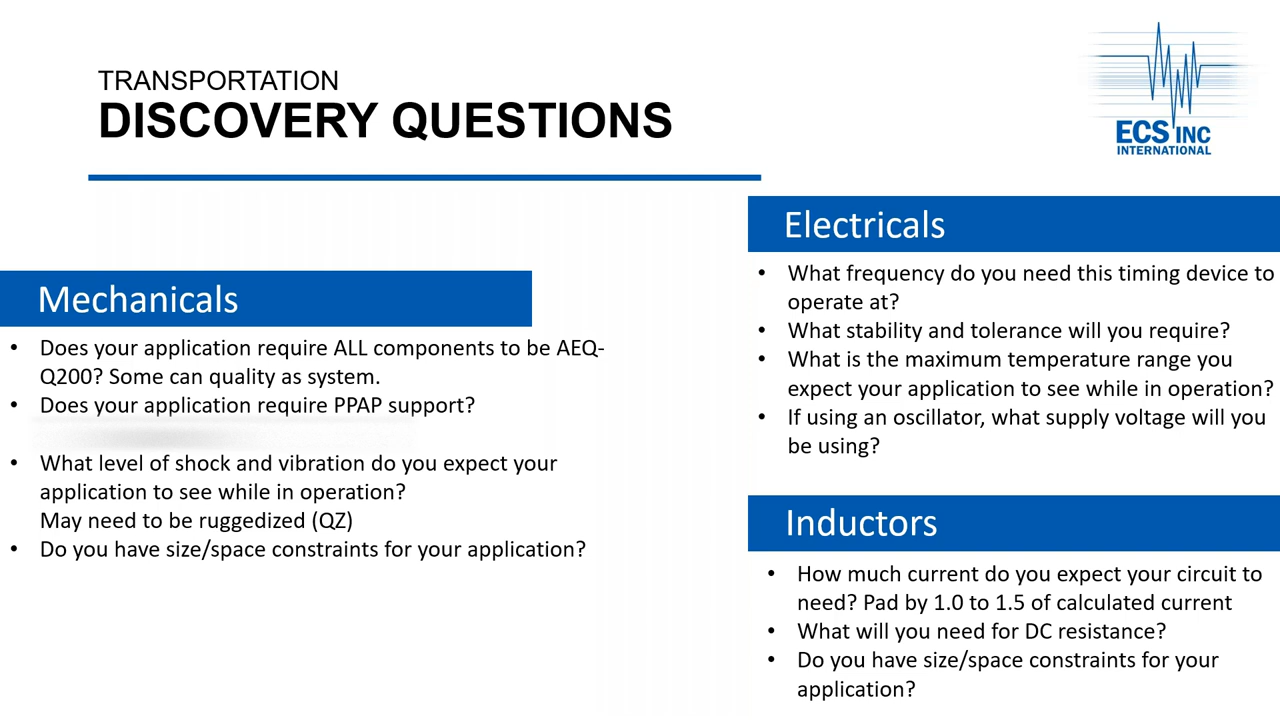 TRANSPORTATION
DISCOVERY QUESTIONS
ECS INC
INTERNATIONAL
Mechanicals
• Does your application require ALL components to be AEQ-
Q200? Some can quality as system.
• Does your application require PPAP support?
• What level of shock and vibration do you expect your
application to see while in operation?
May need to be ruggedized (QZ)
• Do you have size/space constraints for your application?
Electricals
• What frequency do you need this timing device to
operate at?
• What stability and tolerance will you require?
• What is the maximum temperature range you
expect your application to see while in operation?
• If using an oscillator, what supply voltage will you
be using?
Inductors
• How much current do you expect your circuit to
need? Pad by 1.0 to 1.5 of calculated current
• What will you need for DC resistance?
• Do you have size/space constraints for your
application?